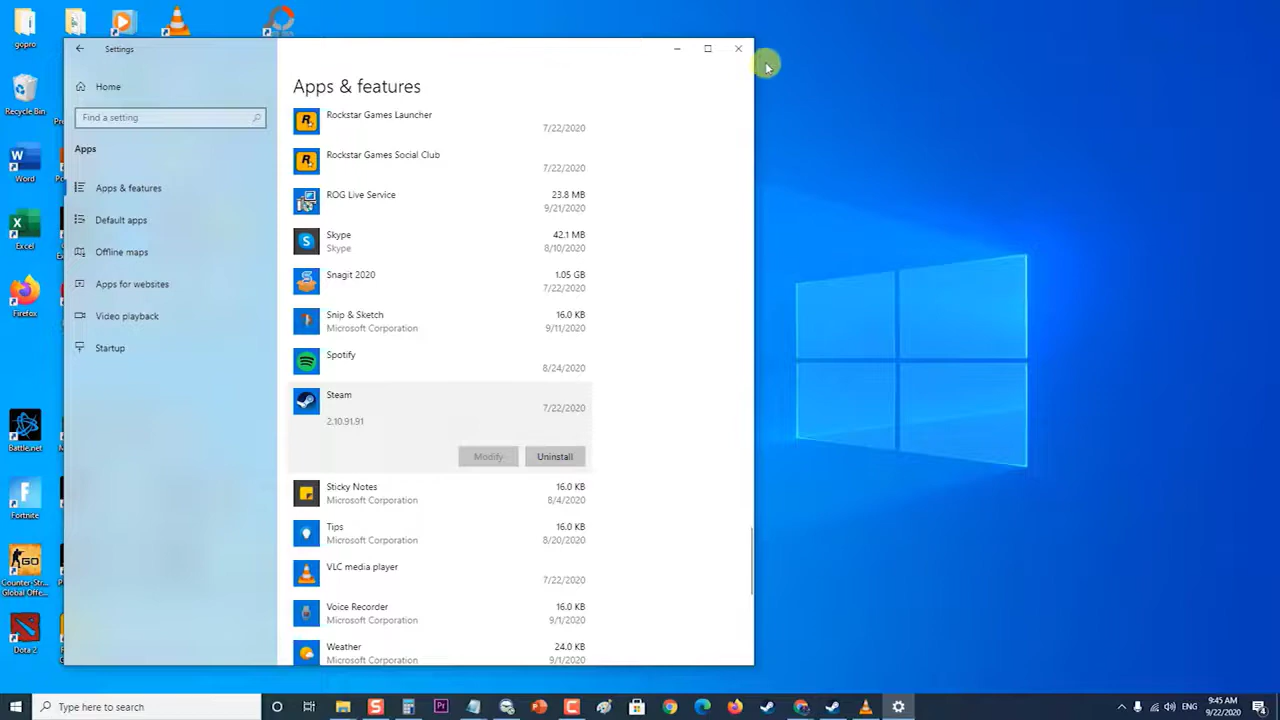 gopro
Recycle Bin
Word
Excel
Firefox
Battle.net
Fortnite
Counter-Str...
Global Offe...
Dota 2
Settings
Home
Find a setting
Apps
Apps & features
Default apps
Offline maps
Apps for websites
Video playback
Startup
Apps & features
Rockstar Games Launcher
7/22/2020
Rockstar Games Social Club
7/22/2020
ROG Live Service 23.8 MB
9/21/2020
Skype 42.1 MB
Skype 8/10/2020
Snagit 2020 1.05 GB
7/22/2020
Snip & Sketch 16.0 KB
Microsoft Corporation 9/11/2020
Spotify
8/24/2020
Steam
7/22/2020
2.10.91.91
Modify Uninstall
Sticky Notes 16.0 KB
Microsoft Corporation 8/4/2020
Tips 16.0 KB
Microsoft Corporation 8/20/2020
VLC media player
7/22/2020
Voice Recorder 16.0 KB
Microsoft Corporation 9/1/2020
Weather 24.0 KB
Microsoft Corporation 9/1/2020
Type here to search
ENG
9:45 AM
9/22/2020